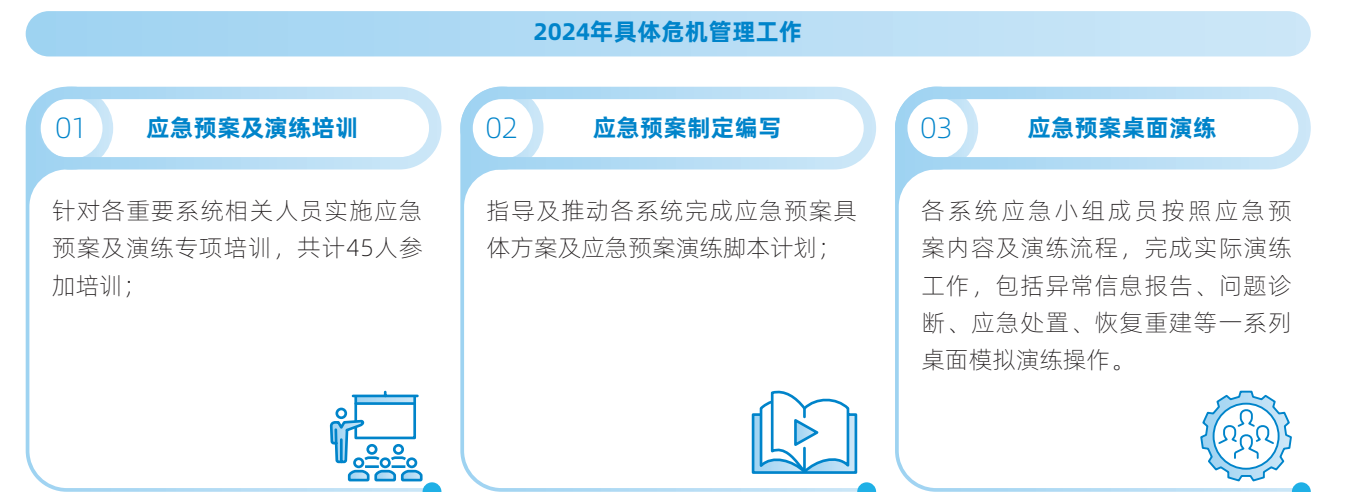 2024年具体危机管理工作
01
应急预案及演练培训
针对各重要系统相关人员实施应急
预案及演练专项培训，共计45人参
加培训；
02
应急预案制定编写
指导及推动各系统完成应急预案具
体方案及应急预案演练脚本计划；
03
应急预案桌面演练
各系统应急小组成员按照应急预
案内容及演练流程，完成实际演练
工作，包括异常信息报告、问题诊
断、应急处置、恢复重建等一系列
桌面模拟演练操作。